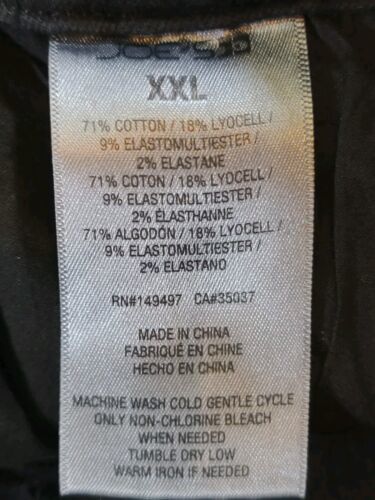 JOE'S
XXL
71% COTTON / 18% LYOCELL /
9% ELASTOMULTIESTER /
2% ELASTANE
71% COTON / 18% LYOCELL /
9% ELASTOMULTIESTER /
2% ÉLASTHANNE
71% ALGODÓN / 18% LYOCELL /
9% ELASTOMULTIESTER /
2% ELASTANO
RN#149497 CA#35037
MADE IN CHINA
FABRIQUÉ EN CHINE
HECHO EN CHINA
MACHINE WASH COLD GENTLE CYCLE
ONLY NON-CHLORINE BLEACH
WHEN NEEDED
TUMBLE DRY LOW
WARM IRON IF NEEDED